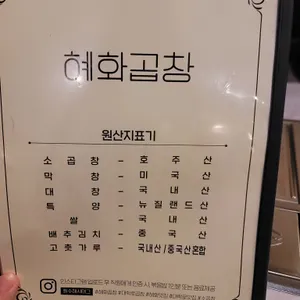 혜화곱창
원산지표기
소 곱 창 - 호 주 산
막 창 - 미 국 산
대 창 - 국 내 산
특 양 - 뉴 질 랜 드 산
쌀 - 국 내 산
배 추 김 치 - 중 국 산
고 춧 가 루 - 국내산/중국산혼합